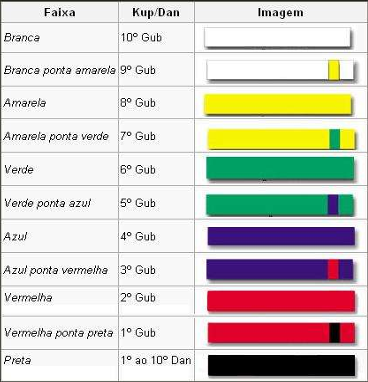 Faixa Kup/Dan Imagem
Branca 10º Gub
Branca ponta amarela 9º Gub
Amarela 8º Gub
Amarela ponta verde 7º Gub
Verde 6º Gub
Verde ponta azul 5º Gub
Azul 4º Gub
Azul ponta vermelha 3º Gub
Vermelha 2º Gub
Vermelha ponta preta 1º Gub
Preta 1º ao 10º Dan